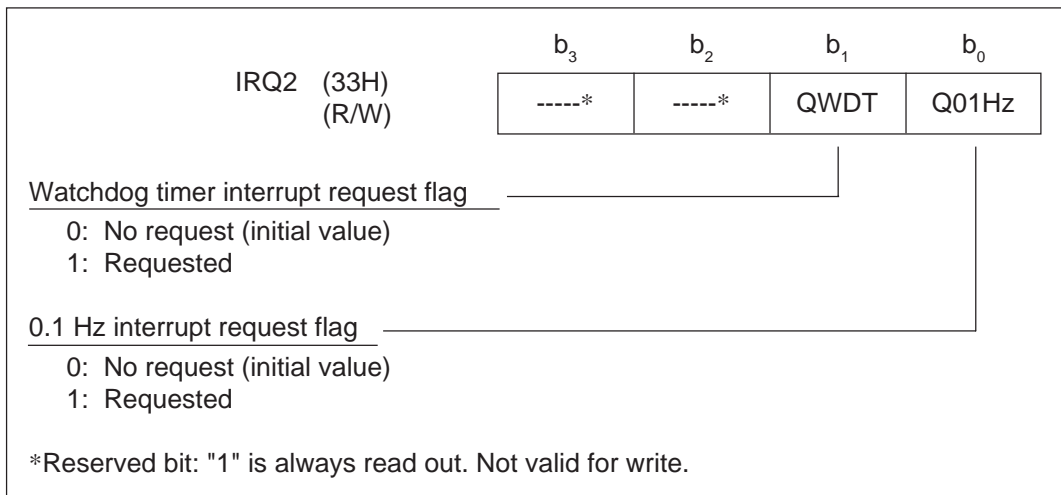 b3 b2 b1 b0
IRQ2 (33H) -----* -----* QWDT Q01Hz
(R/W)
Watchdog timer interrupt request flag
0: No request (initial value)
1: Requested
0.1 Hz interrupt request flag
0: No request (initial value)
1: Requested
*Reserved bit: "1" is always read out. Not valid for write.